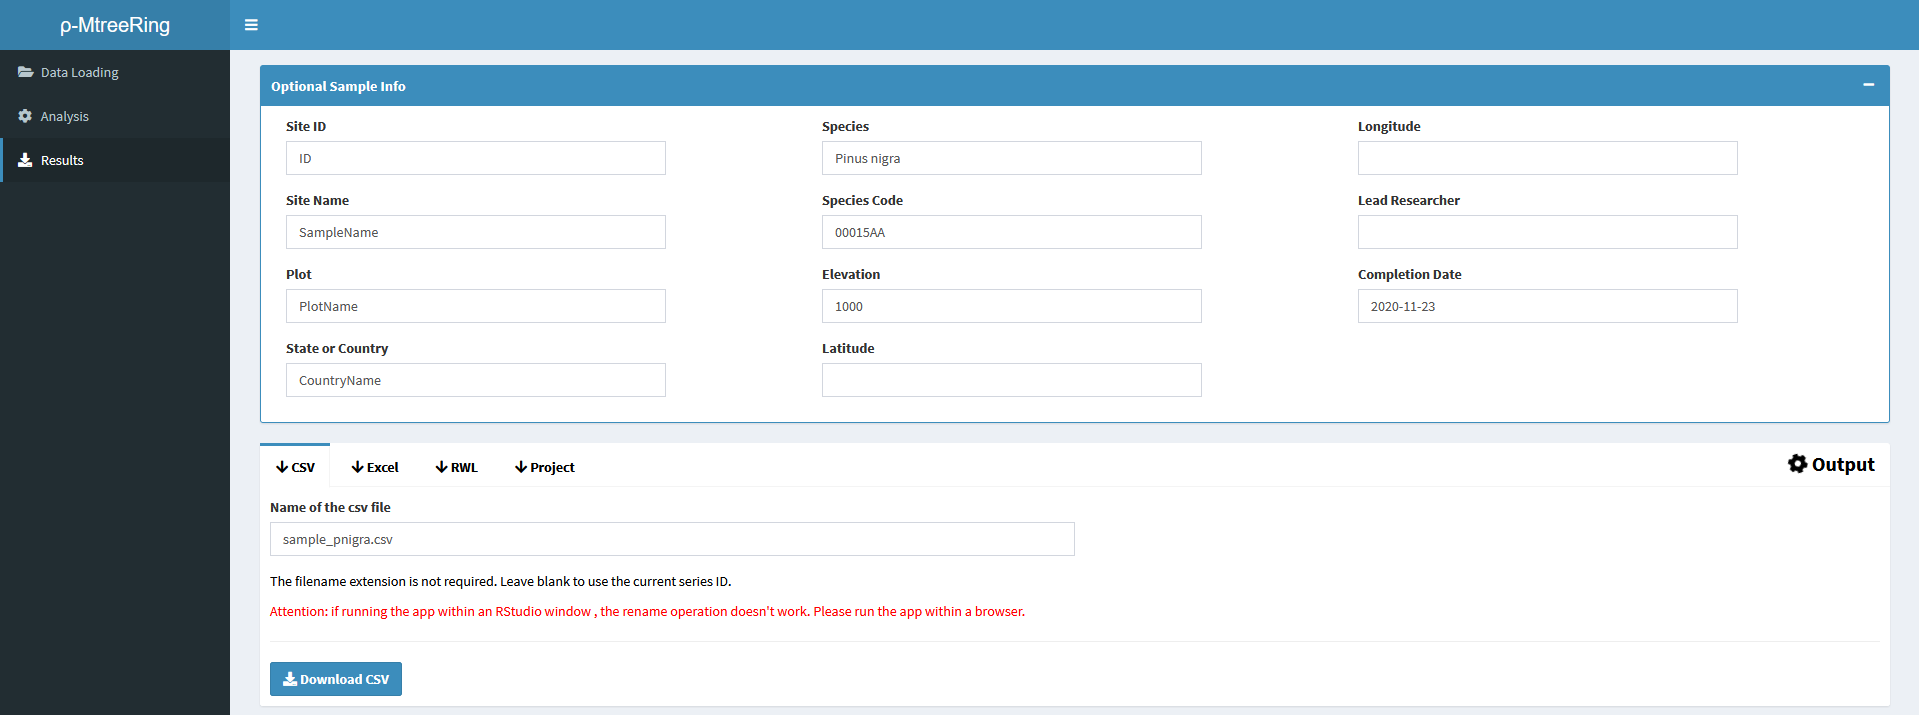 ρ-MtreeRing
Data Loading
Analysis
Results
Optional Sample Info
Site ID
ID
Site Name
SampleName
Plot
PlotName
State or Country
CountryName
Species
Pinus nigra
Species Code
00015AA
Elevation
1000
Latitude
Longitude
Lead Researcher
Completion Date
2020-11-23
CSV Excel RWL Project
Output
Name of the csv file
sample_pnigra.csv
The filename extension is not required. Leave blank to use the current series ID.
Attention: if running the app within an RStudio window , the rename operation doesn't work. Please run the app within a browser.
Download CSV